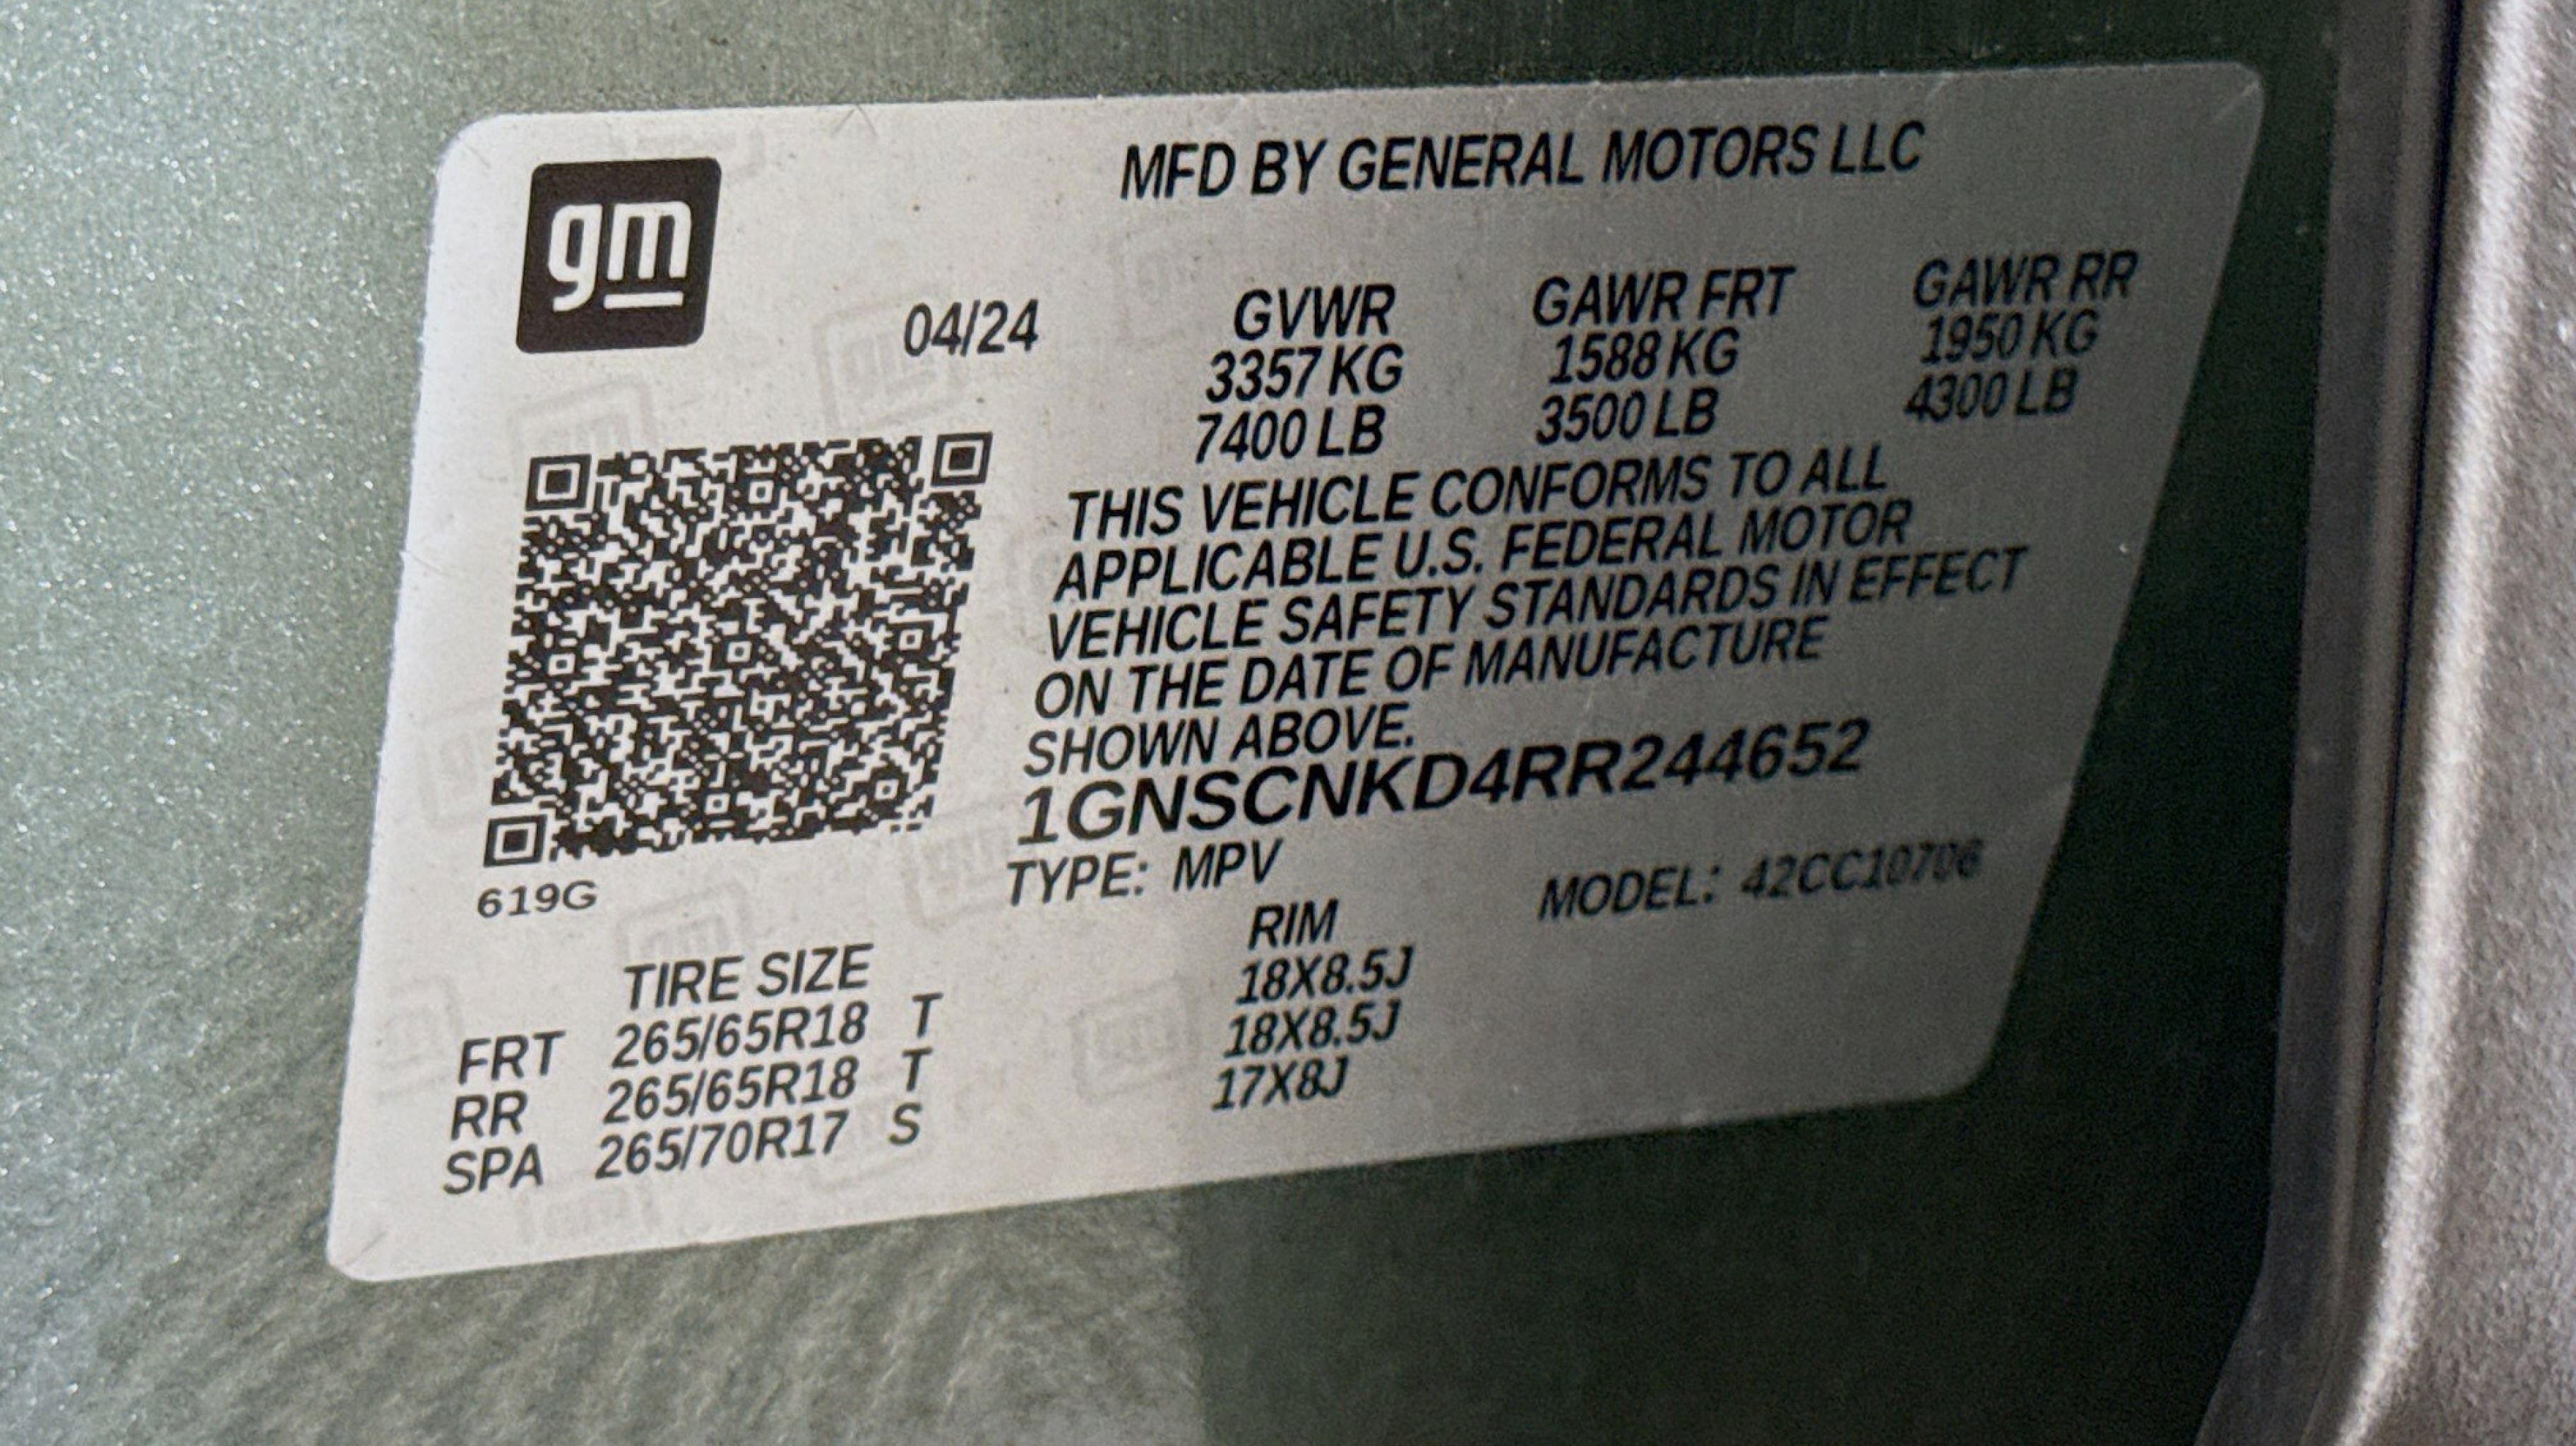 gm
MFD BY GENERAL MOTORS LLC
04/24 GVWR GAWR FRT GAWR RR
3357 KG 1588 KG 1950 KG
7400 LB 3500 LB 4300 LB
THIS VEHICLE CONFORMS TO ALL
APPLICABLE U.S. FEDERAL MOTOR
VEHICLE SAFETY STANDARDS IN EFFECT
ON THE DATE OF MANUFACTURE
SHOWN ABOVE.
1GNSCNKD4RR244652
619G
TYPE: MPV MODEL: 42CC10706
TIRE SIZE RIM
FRT 265/65R18 T 18X8.5J
RR 265/65R18 T 18X8.5J
SPA 265/70R17 S 17X8J